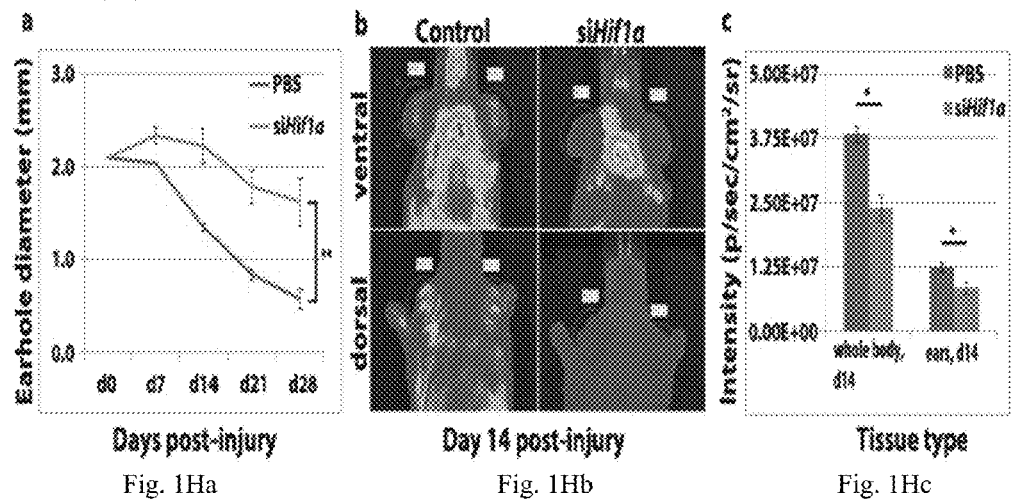 a
Earhole diameter (mm)
3.0
2.0
1.0
0.0
PBS
siHif1a
**
d0 d7 d14 d21 d28
Days post-injury
Fig. 1Ha
b
Control siHif1a
ventral
dorsal
Day 14 post-injury
Fig. 1Hb
c
Intensity (p/sec/cm²/sr)
5.00E+07
3.75E+07
2.50E+07
1.25E+07
0.00E+00
PBS
siHif1a
*
*
whole body, ears, d14
d14
Tissue type
Fig. 1Hc